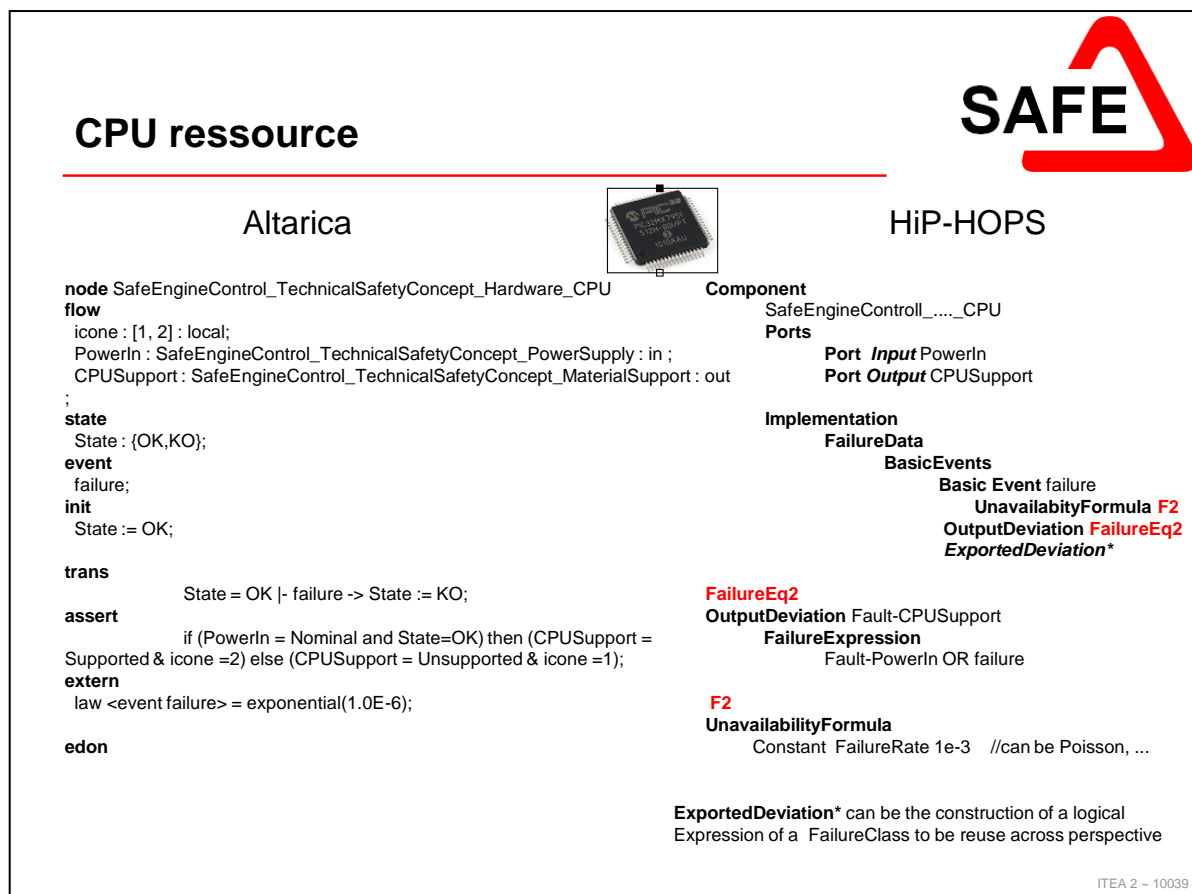 SAFE
CPU ressource
Altarica
PIC32MX795F
512H-80I/PT
1010AAU
HiP-HOPS
node SafeEngineControl_TechnicalSafetyConcept_Hardware_CPU
flow
icone : [1, 2] : local;
PowerIn : SafeEngineControl_TechnicalSafetyConcept_PowerSupply : in ;
CPUSupport : SafeEngineControl_TechnicalSafetyConcept_MaterialSupport : out
;
state
State : {OK,KO};
event
failure;
init
State := OK;
trans
State = OK |- failure -> State := KO;
assert
if (PowerIn = Nominal and State=OK) then (CPUSupport =
Supported & icone =2) else (CPUSupport = Unsupported & icone =1);
extern
law <event failure> = exponential(1.0E-6);
edon
Component
SafeEngineControll_...._CPU
Ports
Port Input PowerIn
Port Output CPUSupport
Implementation
FailureData
BasicEvents
Basic Event failure
UnavailabityFormula F2
OutputDeviation FailureEq2
ExportedDeviation*
FailureEq2
OutputDeviation Fault-CPUSupport
FailureExpression
Fault-PowerIn OR failure
F2
UnavailabilityFormula
Constant FailureRate 1e-3 //can be Poisson, ...
ExportedDeviation* can be the construction of a logical
Expression of a FailureClass to be reuse across perspective
ITEA 2 ~ 10039